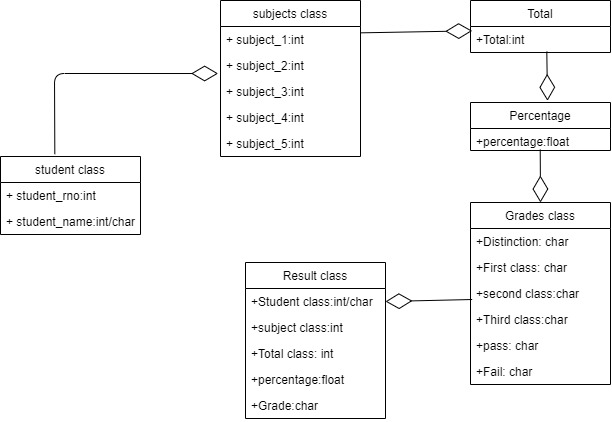 subjects class
+ subject_1:int
+ subject_2:int
+ subject_3:int
+ subject_4:int
+ subject_5:int
Total
+Total:int
Percentage
+percentage:float
student class
+ student_rno:int
+ student_name:int/char
Grades class
+Distinction: char
+First class: char
+second class:char
+Third class:char
+pass: char
+Fail: char
Result class
+Student class:int/char
+subject class:int
+Total class: int
+percentage:float
+Grade:char